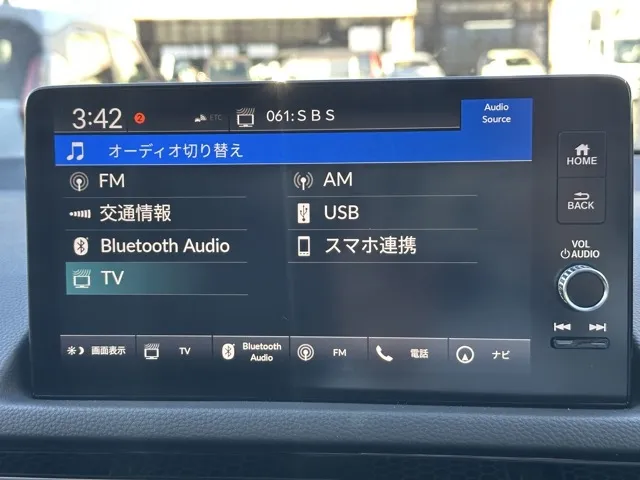 3:42 2 ETC 061:SBS Audio Source
オーディオ切り替え
FM
AM
交通情報
USB
Bluetooth Audio
スマホ連携
TV
画面表示
TV
Bluetooth Audio
FM
電話
ナビ
HOME
BACK
VOL
AUDIO